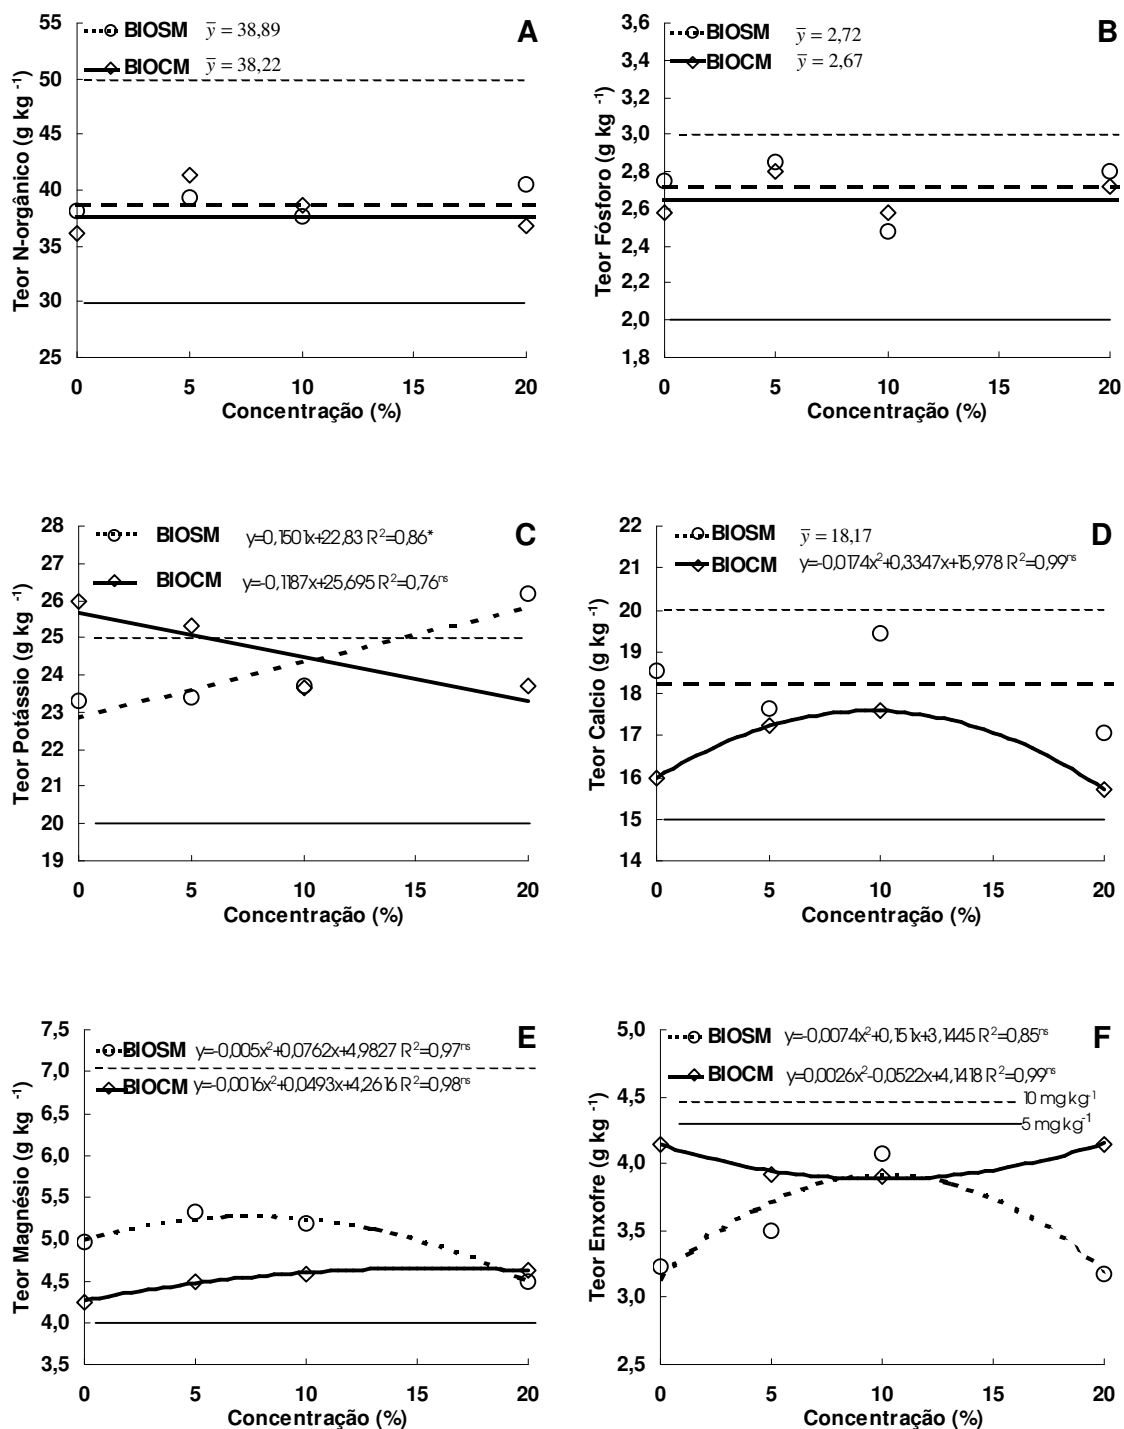 A
BIOSM y̅ = 38,89
BIOCM y̅ = 38,22
Teor N-orgânico (g kg ⁻¹)
55
50
45
40
35
30
25
0 5 10 15 20
Concentração (%)
B
BIOSM y̅ = 2,72
BIOCM y̅ = 2,67
Teor Fósforo (g kg ⁻¹)
3,6
3,4
3,2
3,0
2,8
2,6
2,4
2,2
2,0
1,8
0 5 10 15 20
Concentração (%)
C
BIOSM y=0,1501x+22,83 R²=0,86*
BIOCM y=-0,1187x+25,695 R²=0,76ⁿˢ
Teor Potássio (g kg ⁻¹)
28
27
26
25
24
23
22
21
20
19
0 5 10 15 20
Concentração (%)
D
BIOSM y̅ = 18,17
BIOCM y=-0,0174x²+0,3347x+15,978 R²=0,99ⁿˢ
Teor Calcio (g kg ⁻¹)
22
21
20
19
18
17
16
15
14
0 5 10 15 20
Concentração (%)
E
BIOSM y=-0,005x²+0,0762x+4,9827 R²=0,97ⁿˢ
BIOCM y=-0,0016x²+0,0493x+4,2616 R²=0,98ⁿˢ
Teor Magnésio (g kg ⁻¹)
7,5
7,0
6,5
6,0
5,5
5,0
4,5
4,0
3,5
0 5 10 15 20
Concentração (%)
F
BIOSM y=-0,0074x²+0,151x+3,1445 R²=0,85ⁿˢ
BIOCM y=0,0026x²-0,0522x+4,1418 R²=0,99ⁿˢ
10 mg kg⁻¹
5 mg kg⁻¹
Teor Enxofre (g kg ⁻¹)
5,0
4,5
4,0
3,5
3,0
2,5
0 5 10 15 20
Concentração (%)